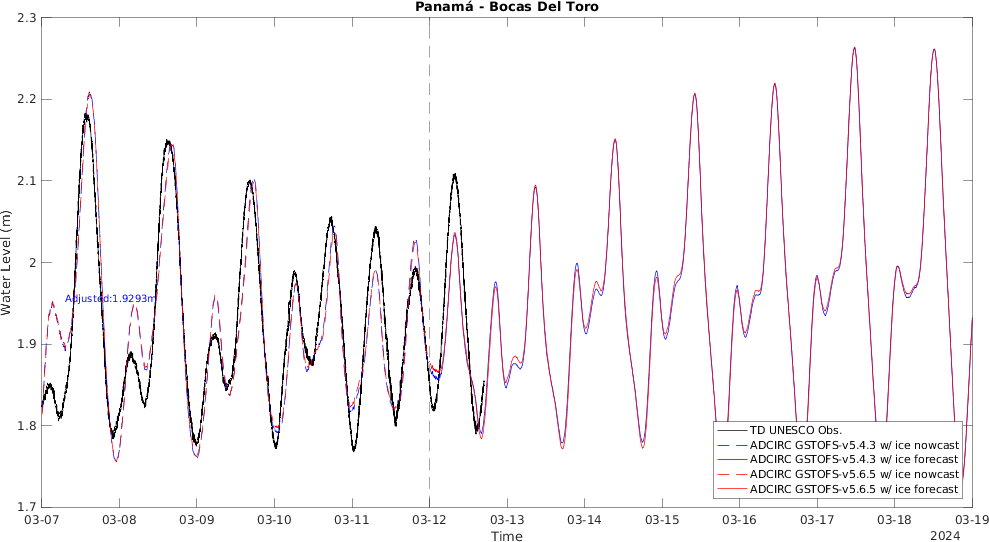 Panamá - Bocas Del Toro
2.3
2.2
2.1
2
1.9
1.8
1.7
Water Level (m)
Adjusted:1.9293m
TD UNESCO Obs.
ADCIRC GSTOFS-v5.4.3 w/ ice nowcast
ADCIRC GSTOFS-v5.4.3 w/ ice forecast
ADCIRC GSTOFS-v5.6.5 w/ ice nowcast
ADCIRC GSTOFS-v5.6.5 w/ ice forecast
03-07 03-08 03-09 03-10 03-11 03-12 03-13 03-14 03-15 03-16 03-17 03-18 03-19
Time
2024